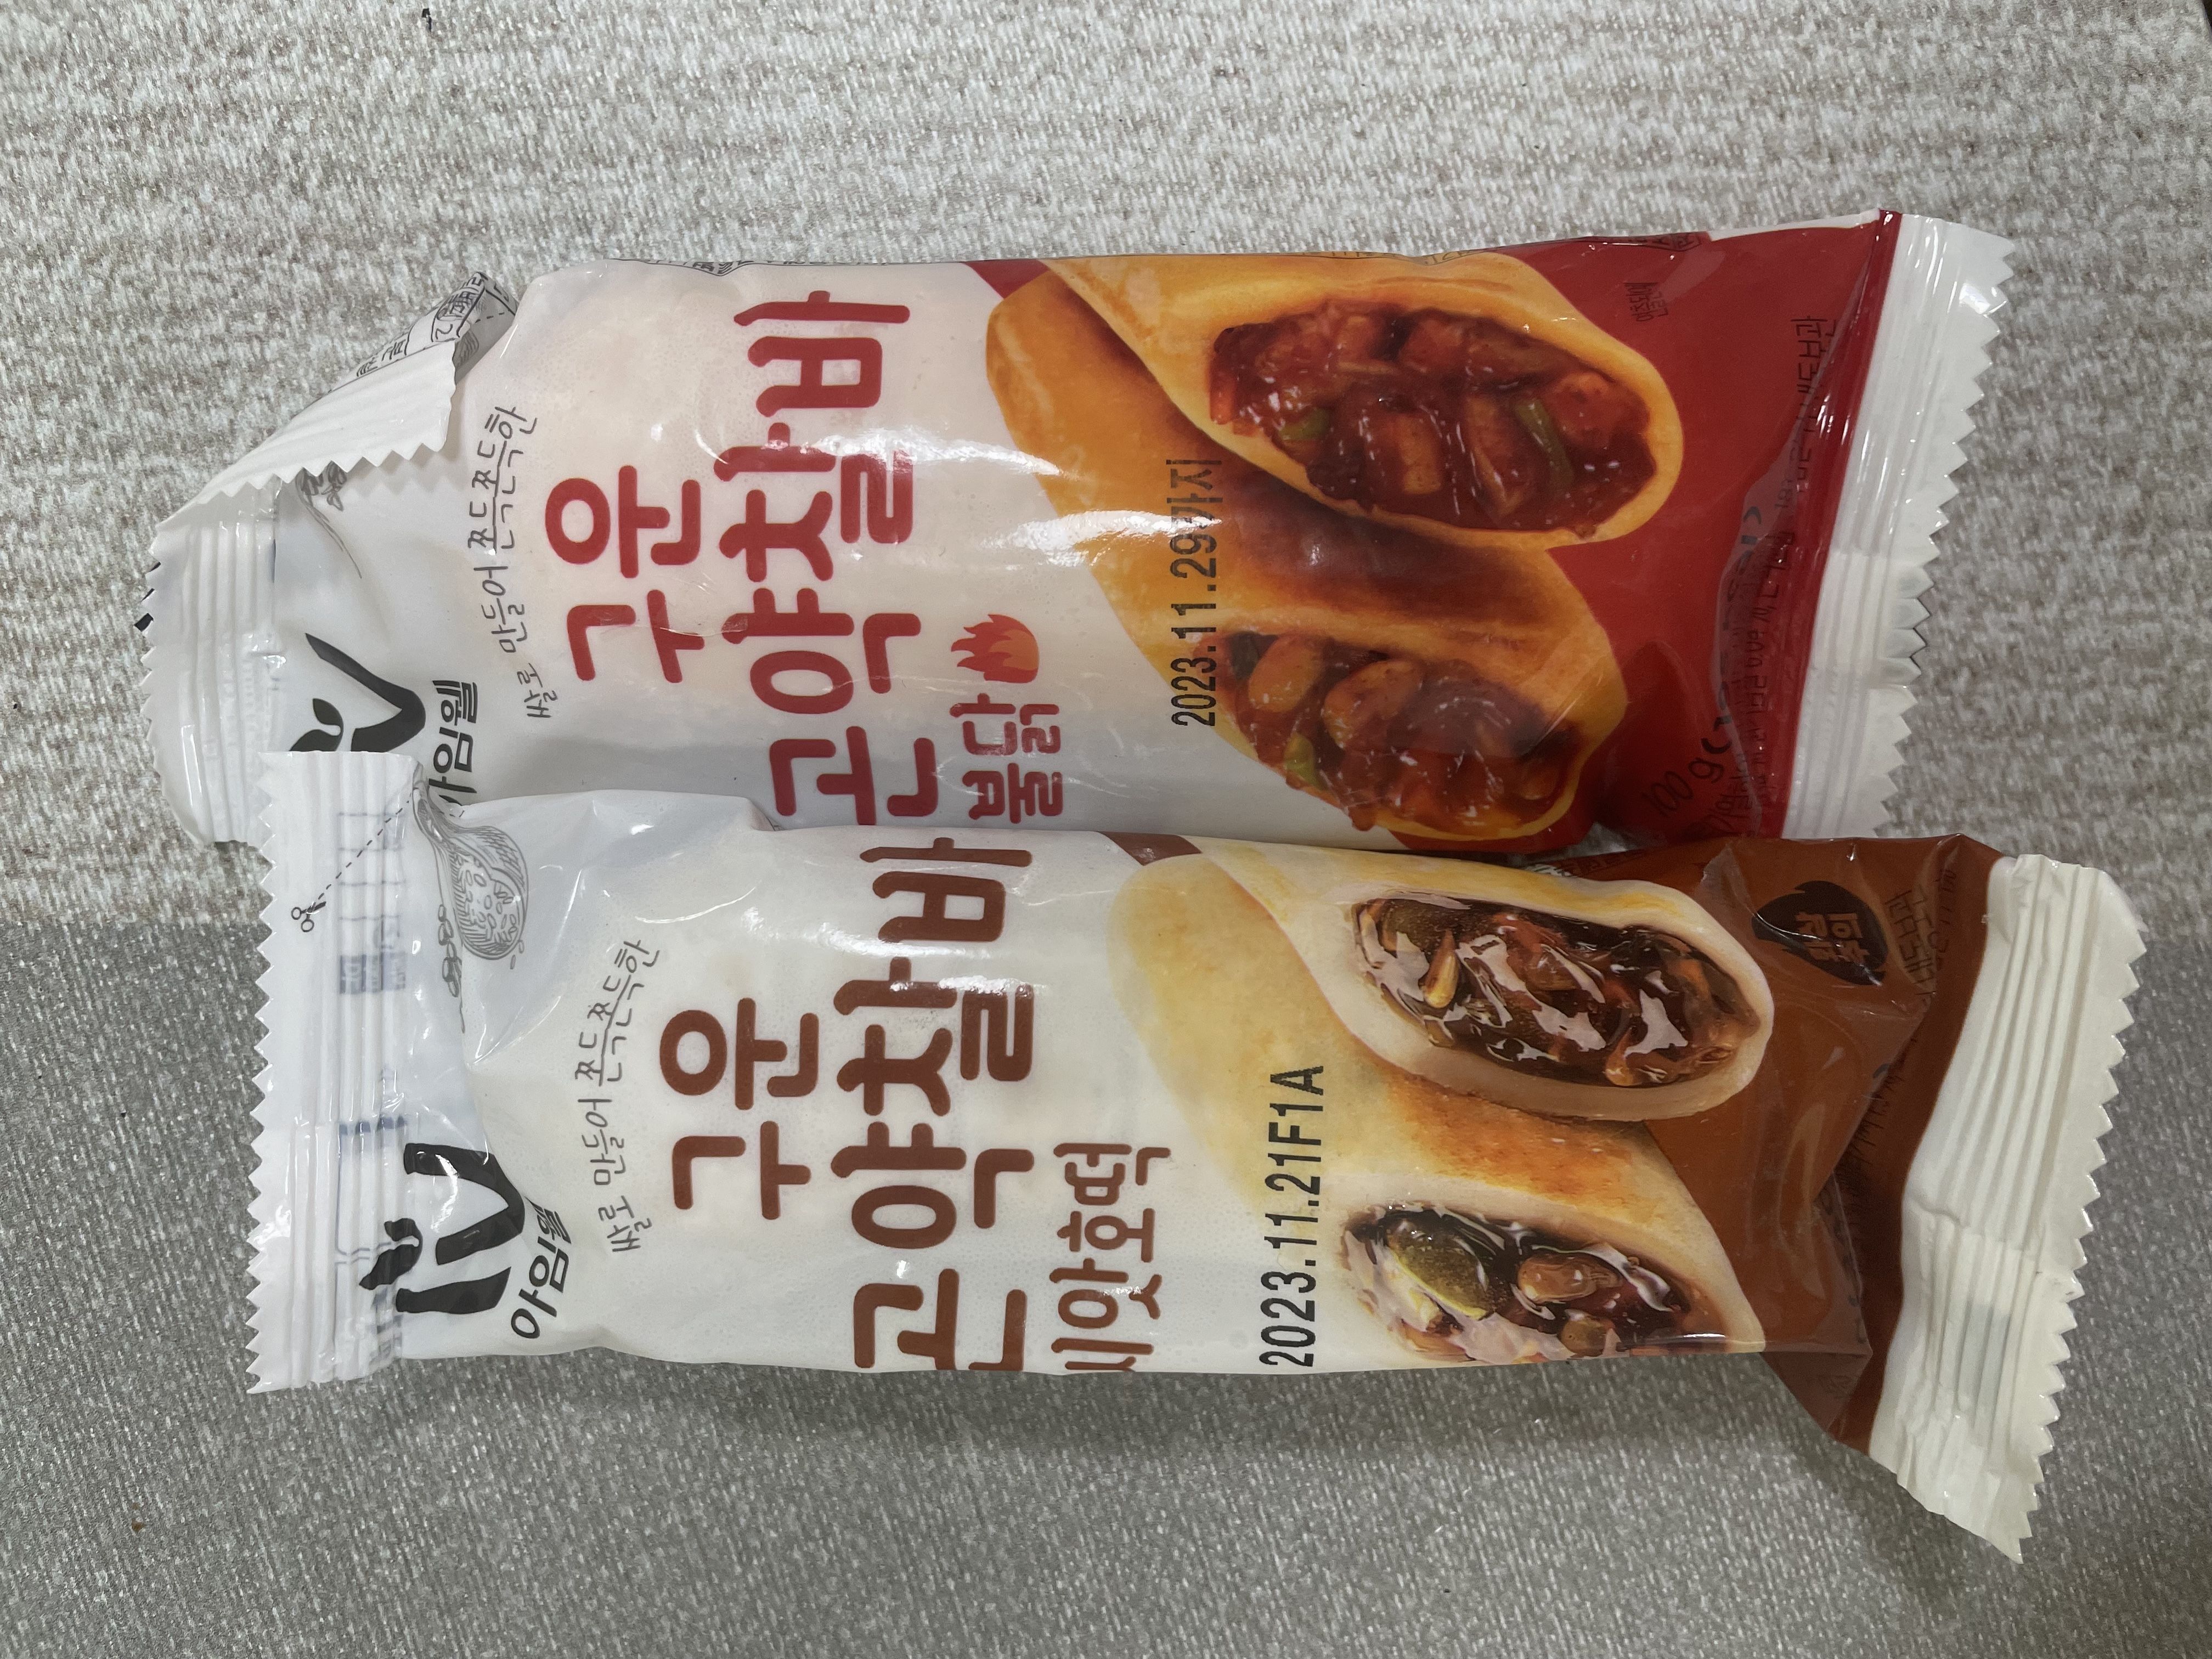 아임웰
쌀로 만들어 쫀득쫀득한
구운
곤약찰바
불닭
2023.11.29까지
100 g
아임웰
쌀로 만들어 쫀득쫀득한
구운
곤약찰바
씨앗호떡
2023.11.21F1A